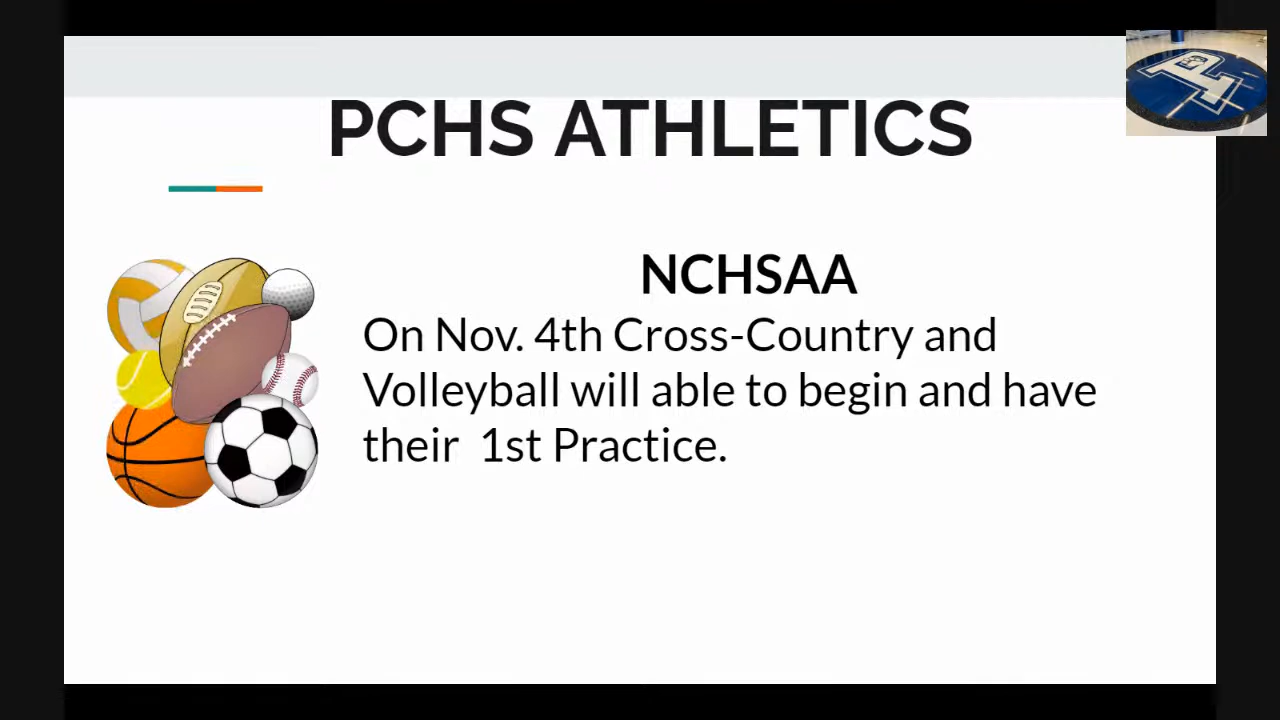 PCHS ATHLETICS
NCHSAA
On Nov. 4th Cross-Country and
Volleyball will able to begin and have
their  1st Practice.